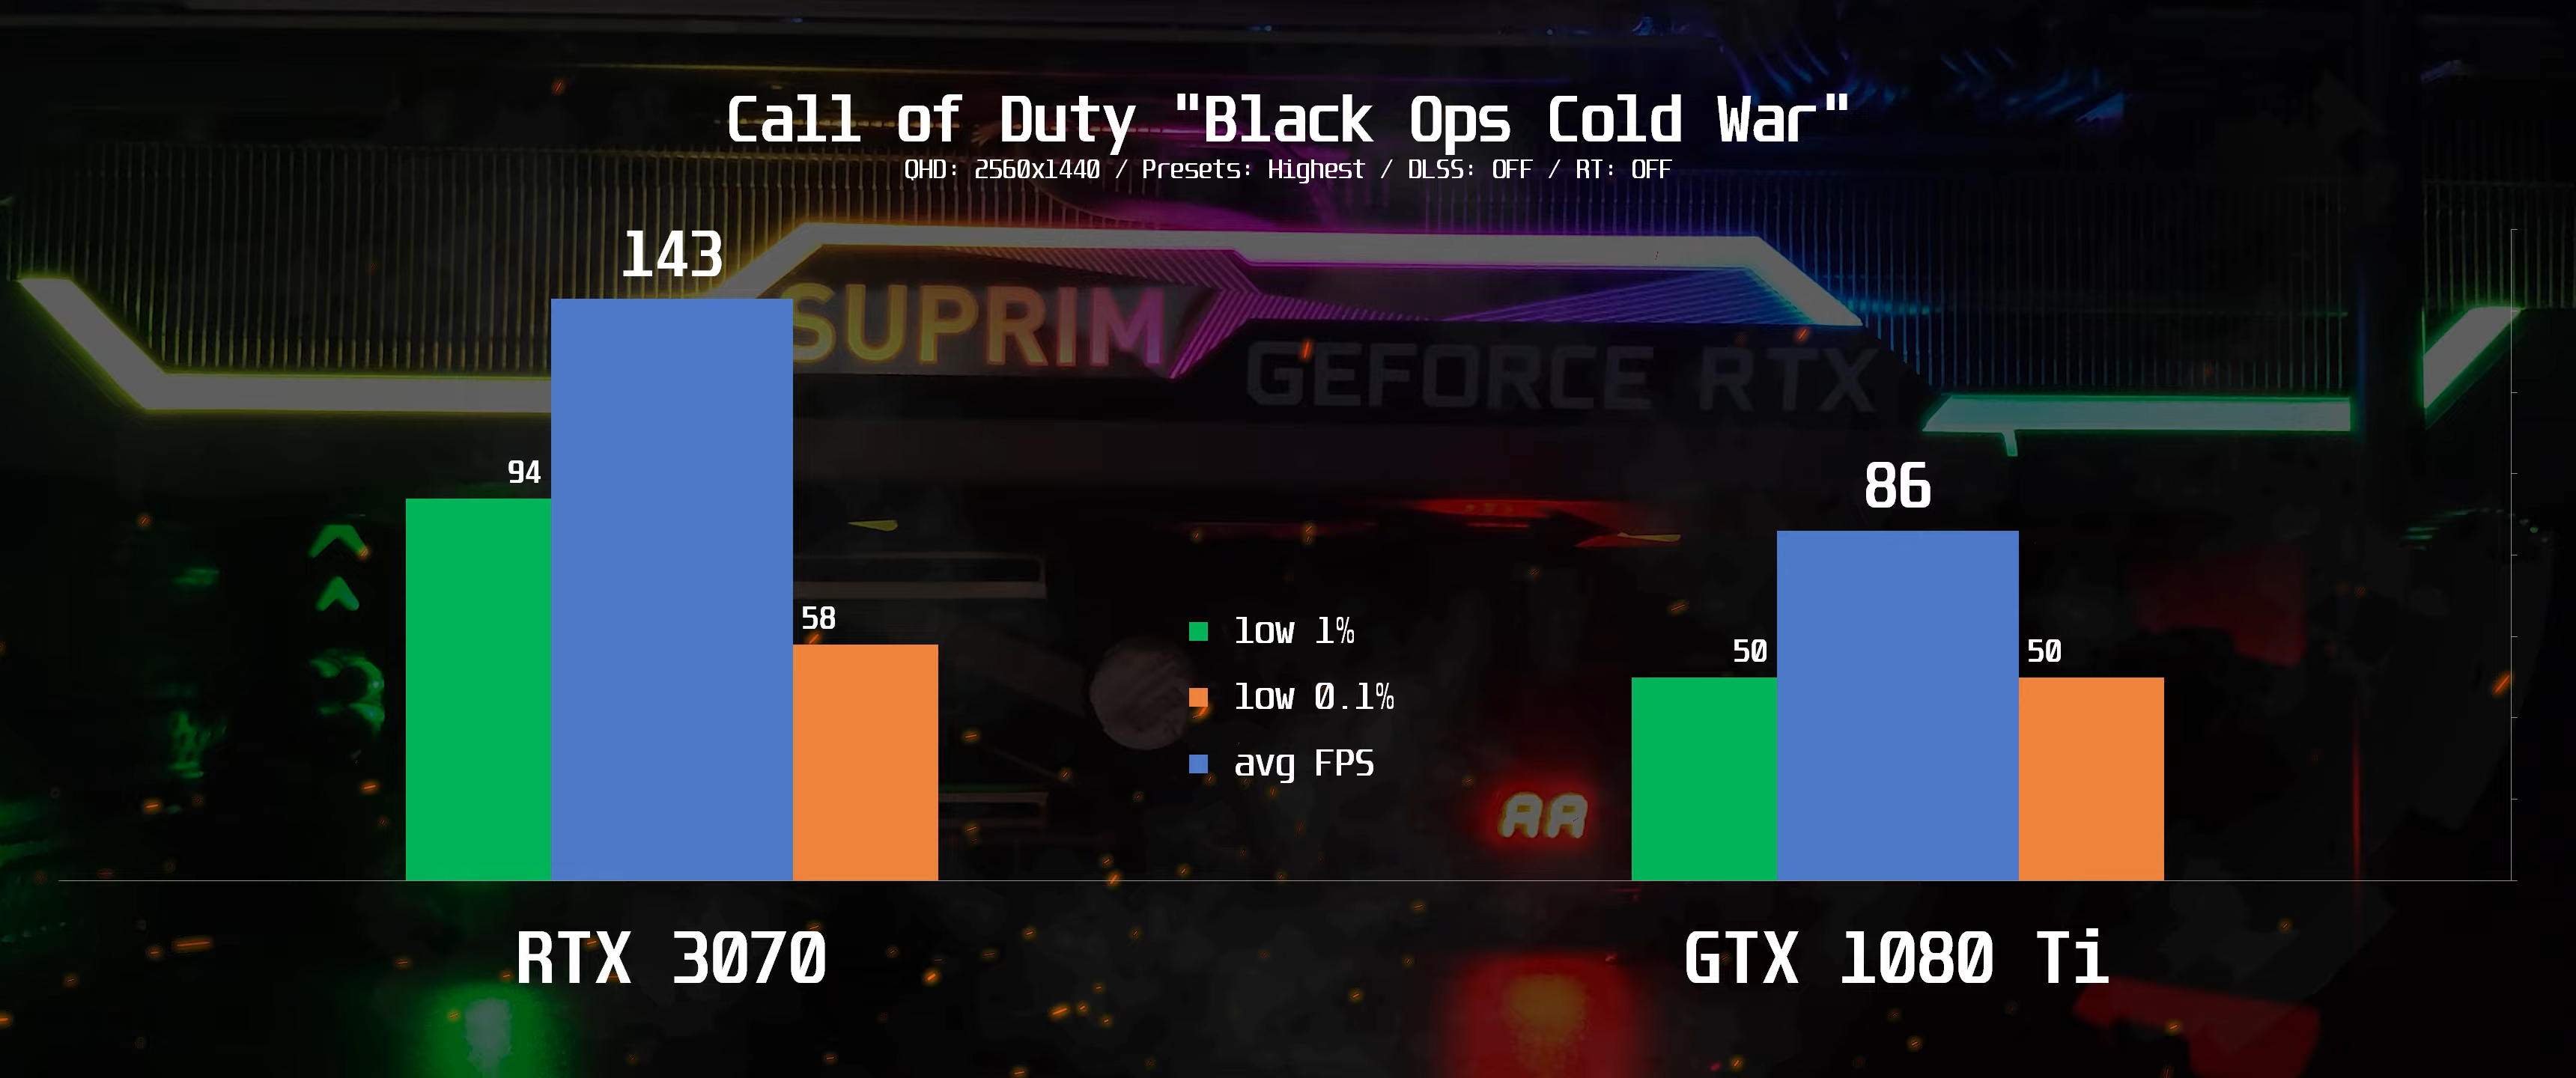 Call of Duty "Black Ops Cold War"
QHD: 2560x1440 / Presets: Highest / DLSS: OFF / RT: OFF
143
SUPRIM
GEFORCE RTX
94
86
58
50
50
low 1%
low 0.1%
avg FPS
AA
RTX 3070
GTX 1080 Ti